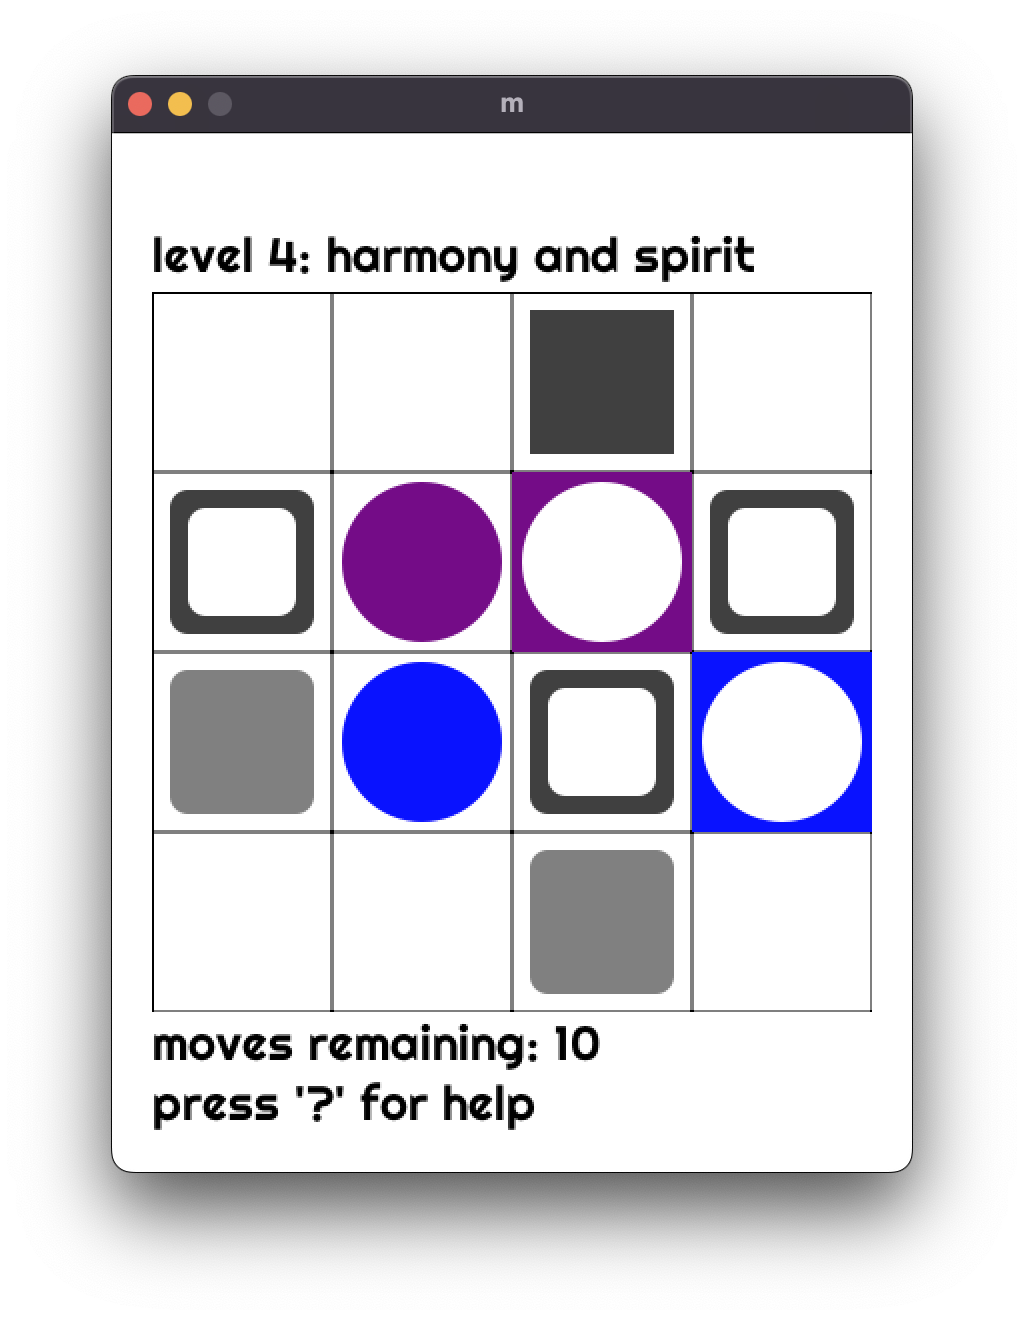 m
level 4: harmony and spirit
moves remaining: 10
press '?' for help